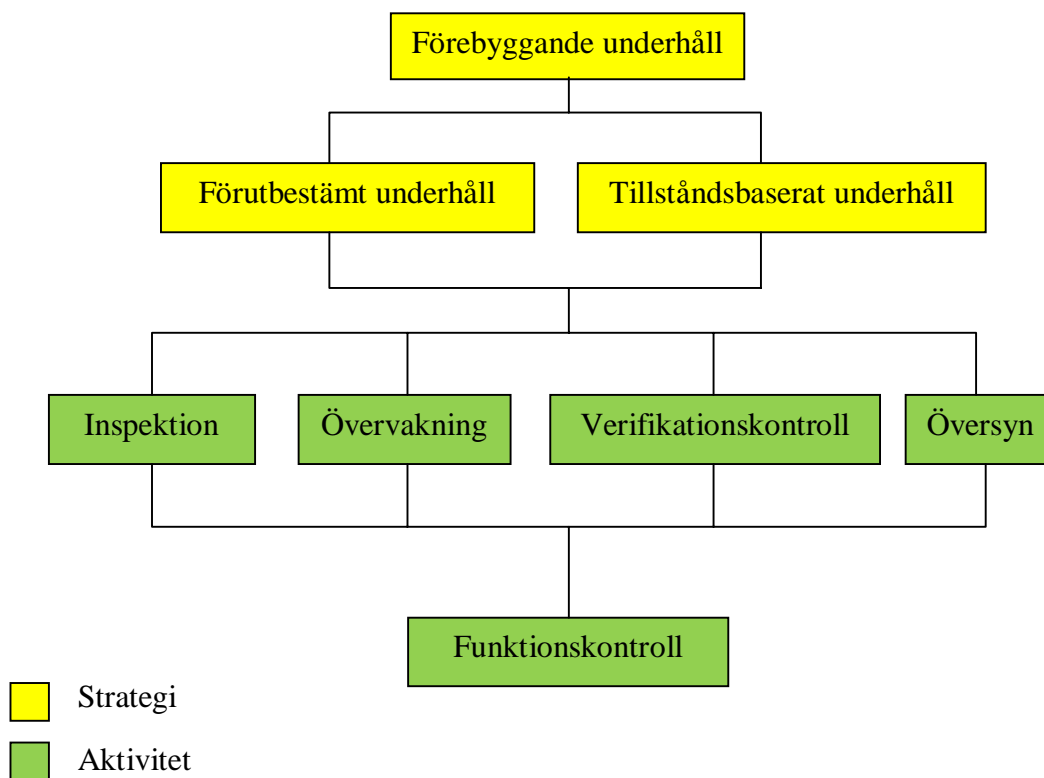 Förebyggande underhåll
Förutbestämt underhåll
Tillståndsbaserat underhåll
Inspektion
Övervakning
Verifikationskontroll
Översyn
Funktionskontroll
Strategi
Aktivitet